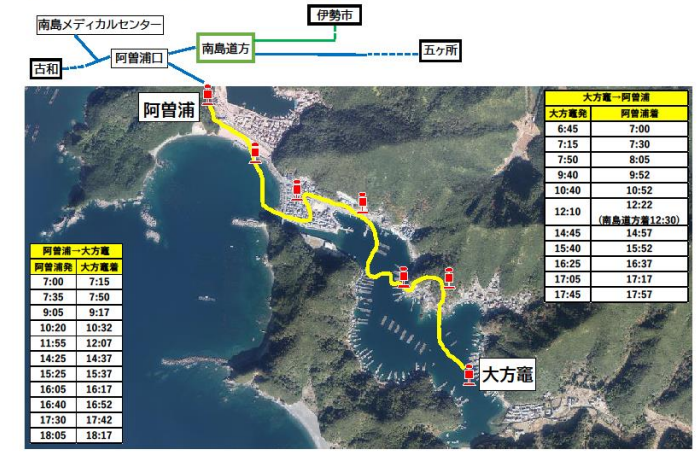 伊勢市
南島メディカルセンター
南島道方
五ヶ所
阿曽浦口
古和
阿曽浦
大方竈
大方竈→阿曽浦
大方竈発 阿曽浦着
6:45 7:00
7:15 7:30
7:50 8:05
9:40 9:52
10:40 10:52
12:10 12:22
(南島道方着12:30)
14:45 14:57
15:40 15:52
16:25 16:37
17:05 17:17
17:45 17:57
阿曽浦→大方竈
阿曽浦発 大方竈着
7:00 7:15
7:35 7:50
9:05 9:17
10:20 10:32
11:55 12:07
14:25 14:37
15:25 15:37
16:05 16:17
16:40 16:52
17:30 17:42
18:05 18:17